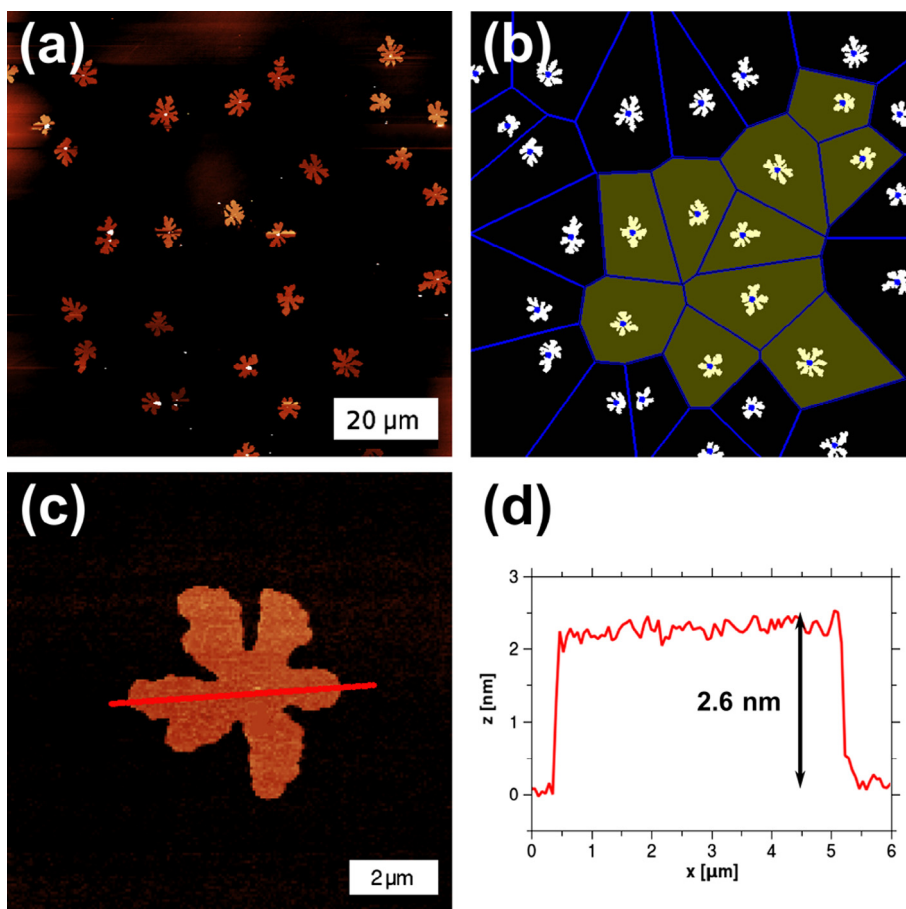 (a)
20 μm
(b)
(c)
2μm
(d)
3
2
1
0
z [nm]
2.6 nm
0 1 2 3 4 5 6
x [μm]